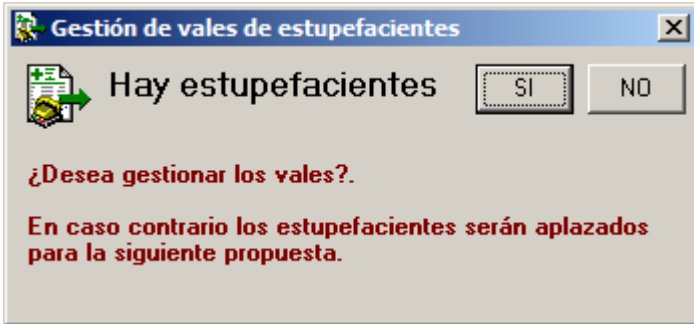 Gestión de vales de estupefacientes
Hay estupefacientes
SI
NO
¿Desea gestionar los vales?.
En caso contrario los estupefacientes serán aplazados
para la siguiente propuesta.